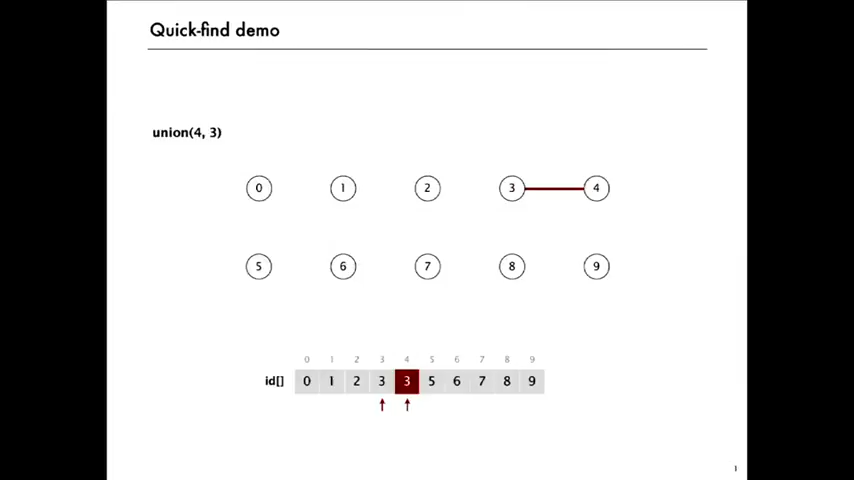 Quick-find demo
union(4, 3)
0 1 2 3 4
5 6 7 8 9
0 1 2 3 4 5 6 7 8 9
id[] 0 1 2 3 3 5 6 7 8 9
1